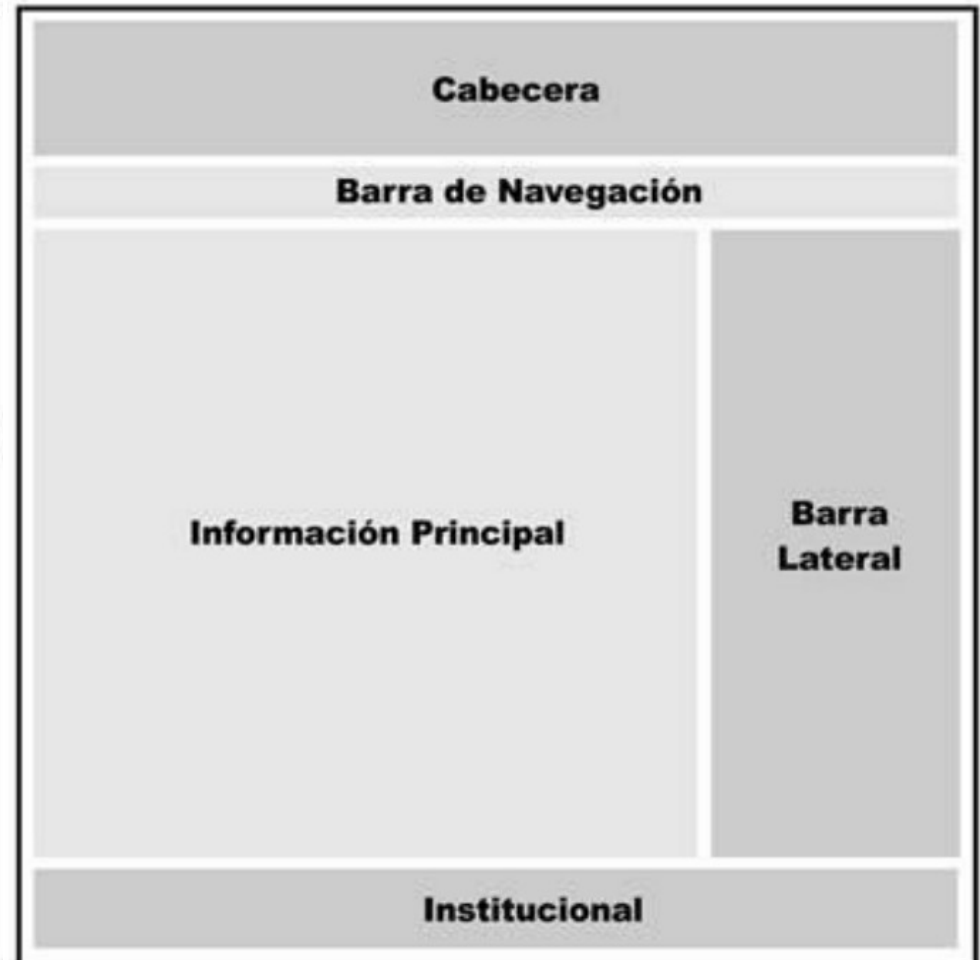 Cabecera
Barra de Navegación
Información Principal
Barra
Lateral
Institucional